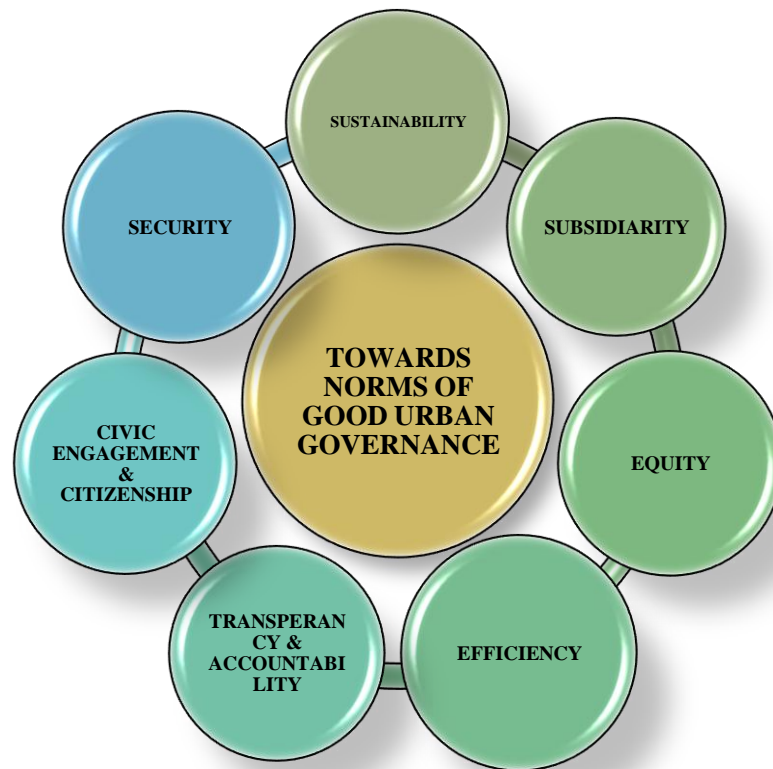 SUSTAINABILITY
SUBSIDIARITY
EQUITY
EFFICIENCY
TRANSPERAN
CY &
ACCOUNTABI
LITY
CIVIC
ENGAGEMENT
&
CITIZENSHIP
SECURITY
TOWARDS
NORMS OF
GOOD URBAN
GOVERNANCE